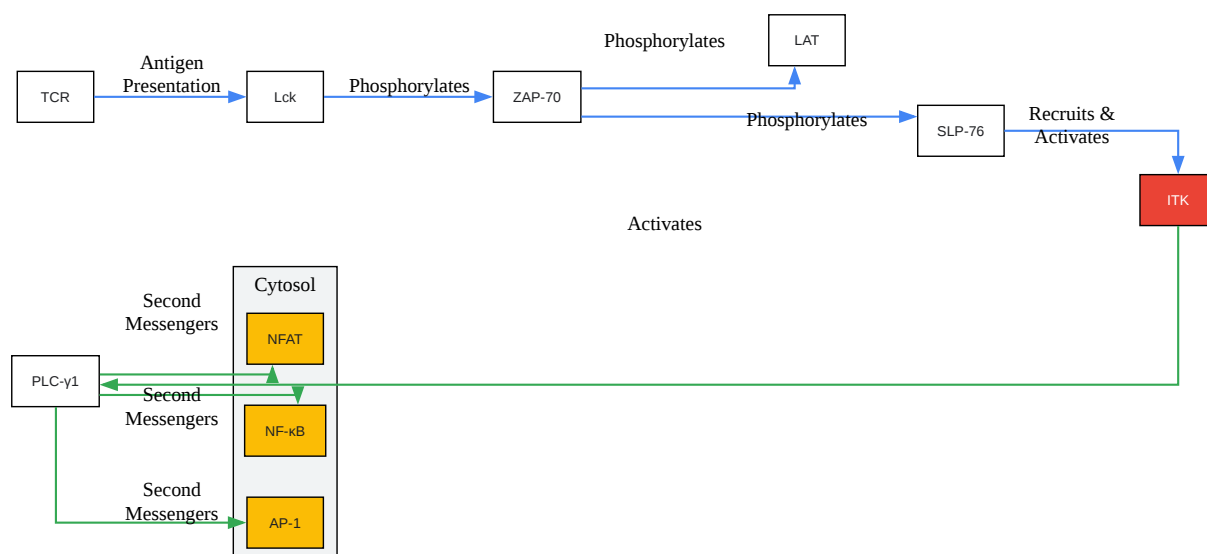 Phosphorylates
LAT
Antigen
Presentation
TCR
Lck
Phosphorylates
ZAP-70
Phosphorylates
SLP-76
Recruits &
Activates
ITK
Activates
Cytosol
Second
Messengers
NFAT
PLC-γ1
Second
Messengers
NF-κB
Second
Messengers
AP-1